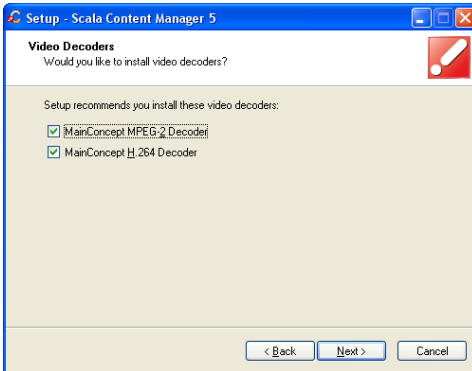 Setup - Scala Content Manager 5
Video Decoders
Would you like to install video decoders?
Setup recommends you install these video decoders:
MainConcept MPEG-2 Decoder
MainConcept H.264 Decoder
< Back
Next >
Cancel